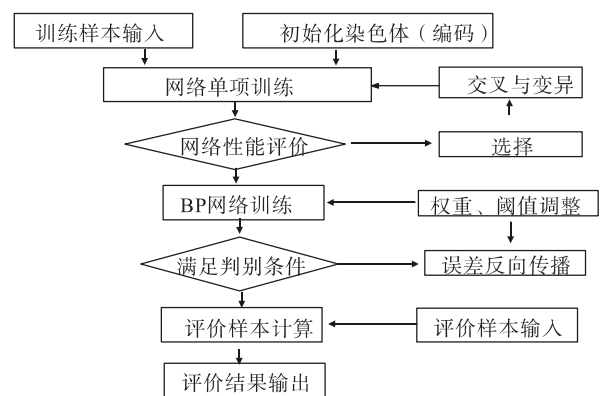 训练样本输入
初始化染色体（编码）
网络单项训练
交叉与变异
网络性能评价
选择
BP网络训练
权重、阈值调整
满足判别条件
误差反向传播
评价样本计算
评价样本输入
评价结果输出